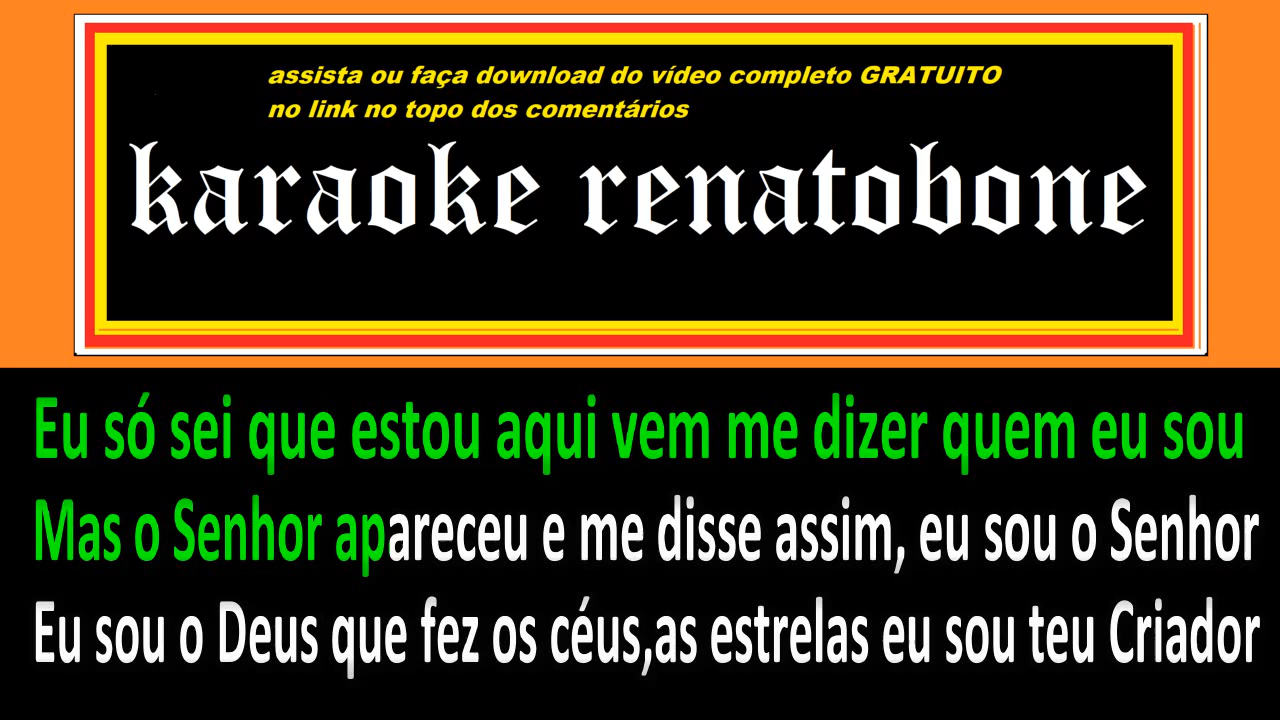 assista ou faça download do vídeo completo GRATUITO
no link no topo dos comentários
karaoke renatobone
Eu só sei que estou aqui vem me dizer quem eu sou
Mas o Senhor apareceu e me disse assim, eu sou o Senhor
Eu sou o Deus que fez os céus,as estrelas eu sou teu Criador